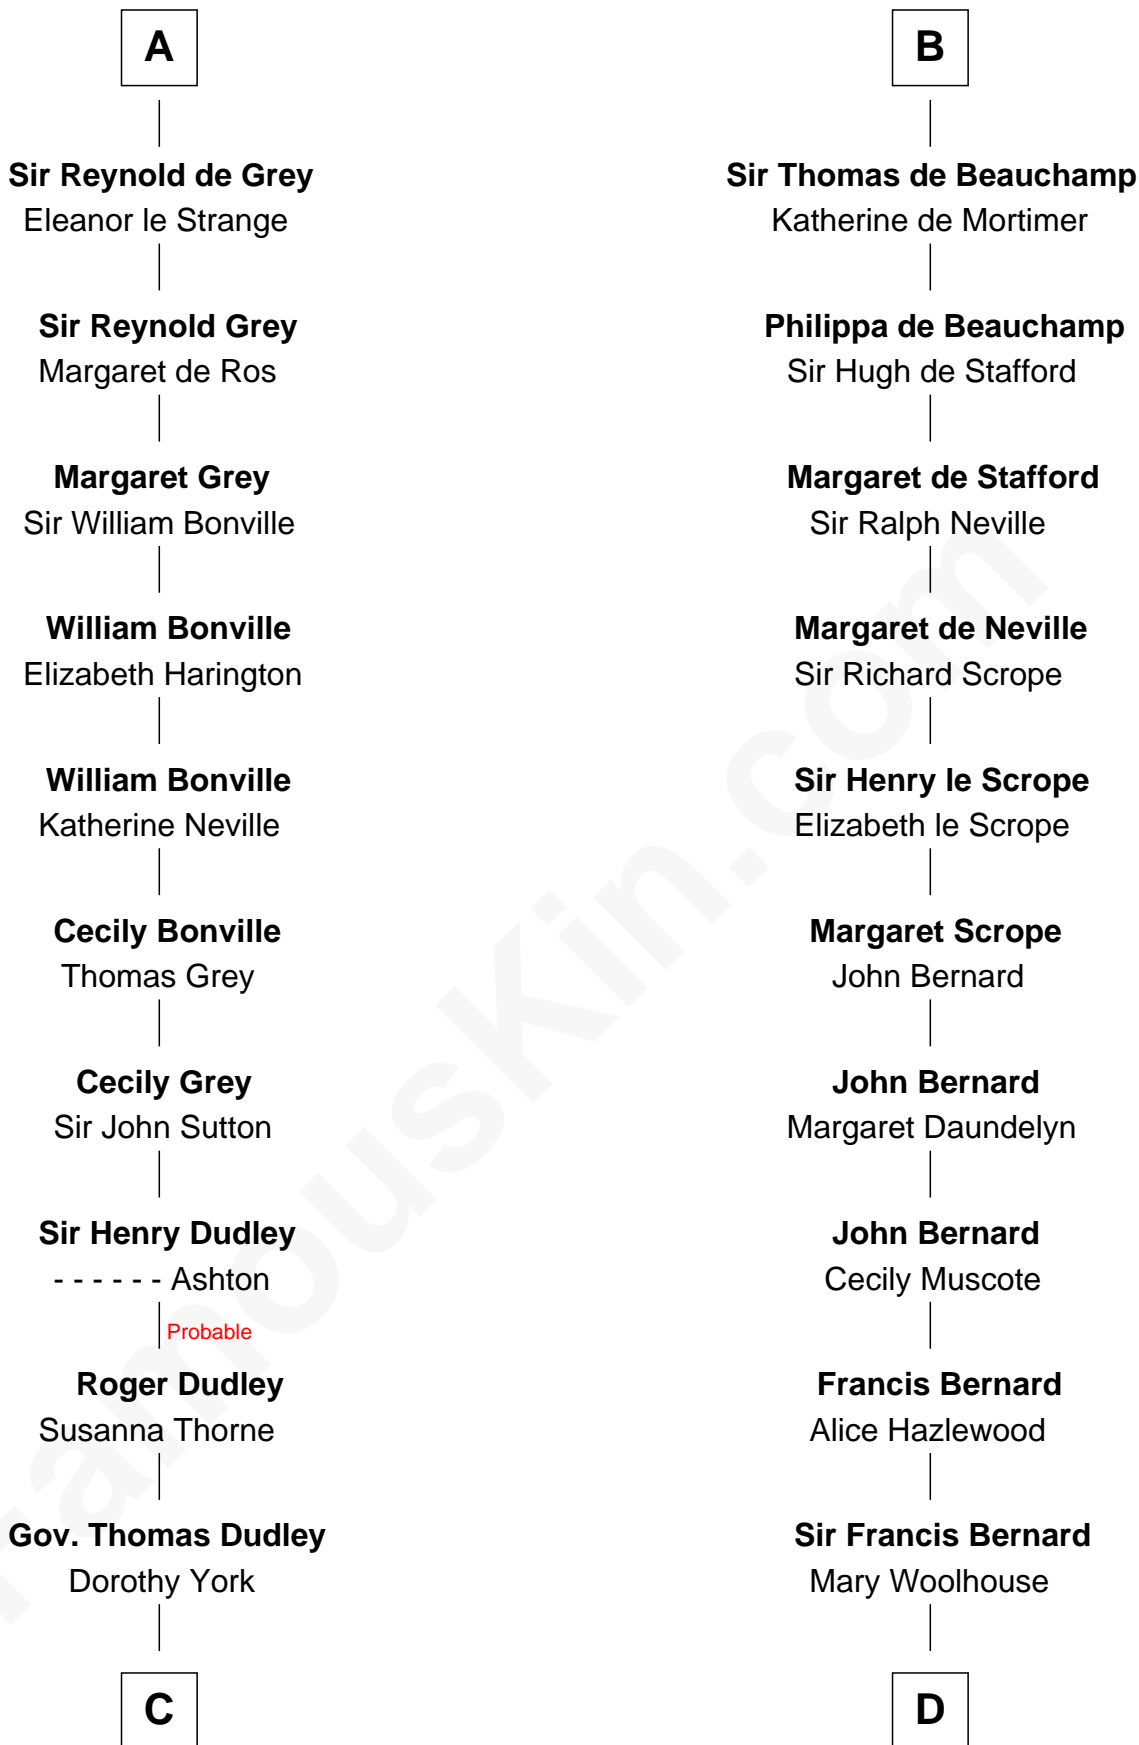 A
Sir Reynold de Grey
Eleanor le Strange
Sir Reynold Grey
Margaret de Ros
Margaret Grey
Sir William Bonville
William Bonville
Elizabeth Harington
William Bonville
Katherine Neville
Cecily Bonville
Thomas Grey
Cecily Grey
Sir John Sutton
Sir Henry Dudley
- - - - - - Ashton
Probable
Roger Dudley
Susanna Thorne
Gov. Thomas Dudley
Dorothy York
C
B
Sir Thomas de Beauchamp
Katherine de Mortimer
Philippa de Beauchamp
Sir Hugh de Stafford
Margaret de Stafford
Sir Ralph Neville
Margaret de Neville
Sir Richard Scrope
Sir Henry le Scrope
Elizabeth le Scrope
Margaret Scrope
John Bernard
John Bernard
Margaret Daundelyn
John Bernard
Cecily Muscote
Francis Bernard
Alice Hazlewood
Sir Francis Bernard
Mary Woolhouse
D
FamousKin.com